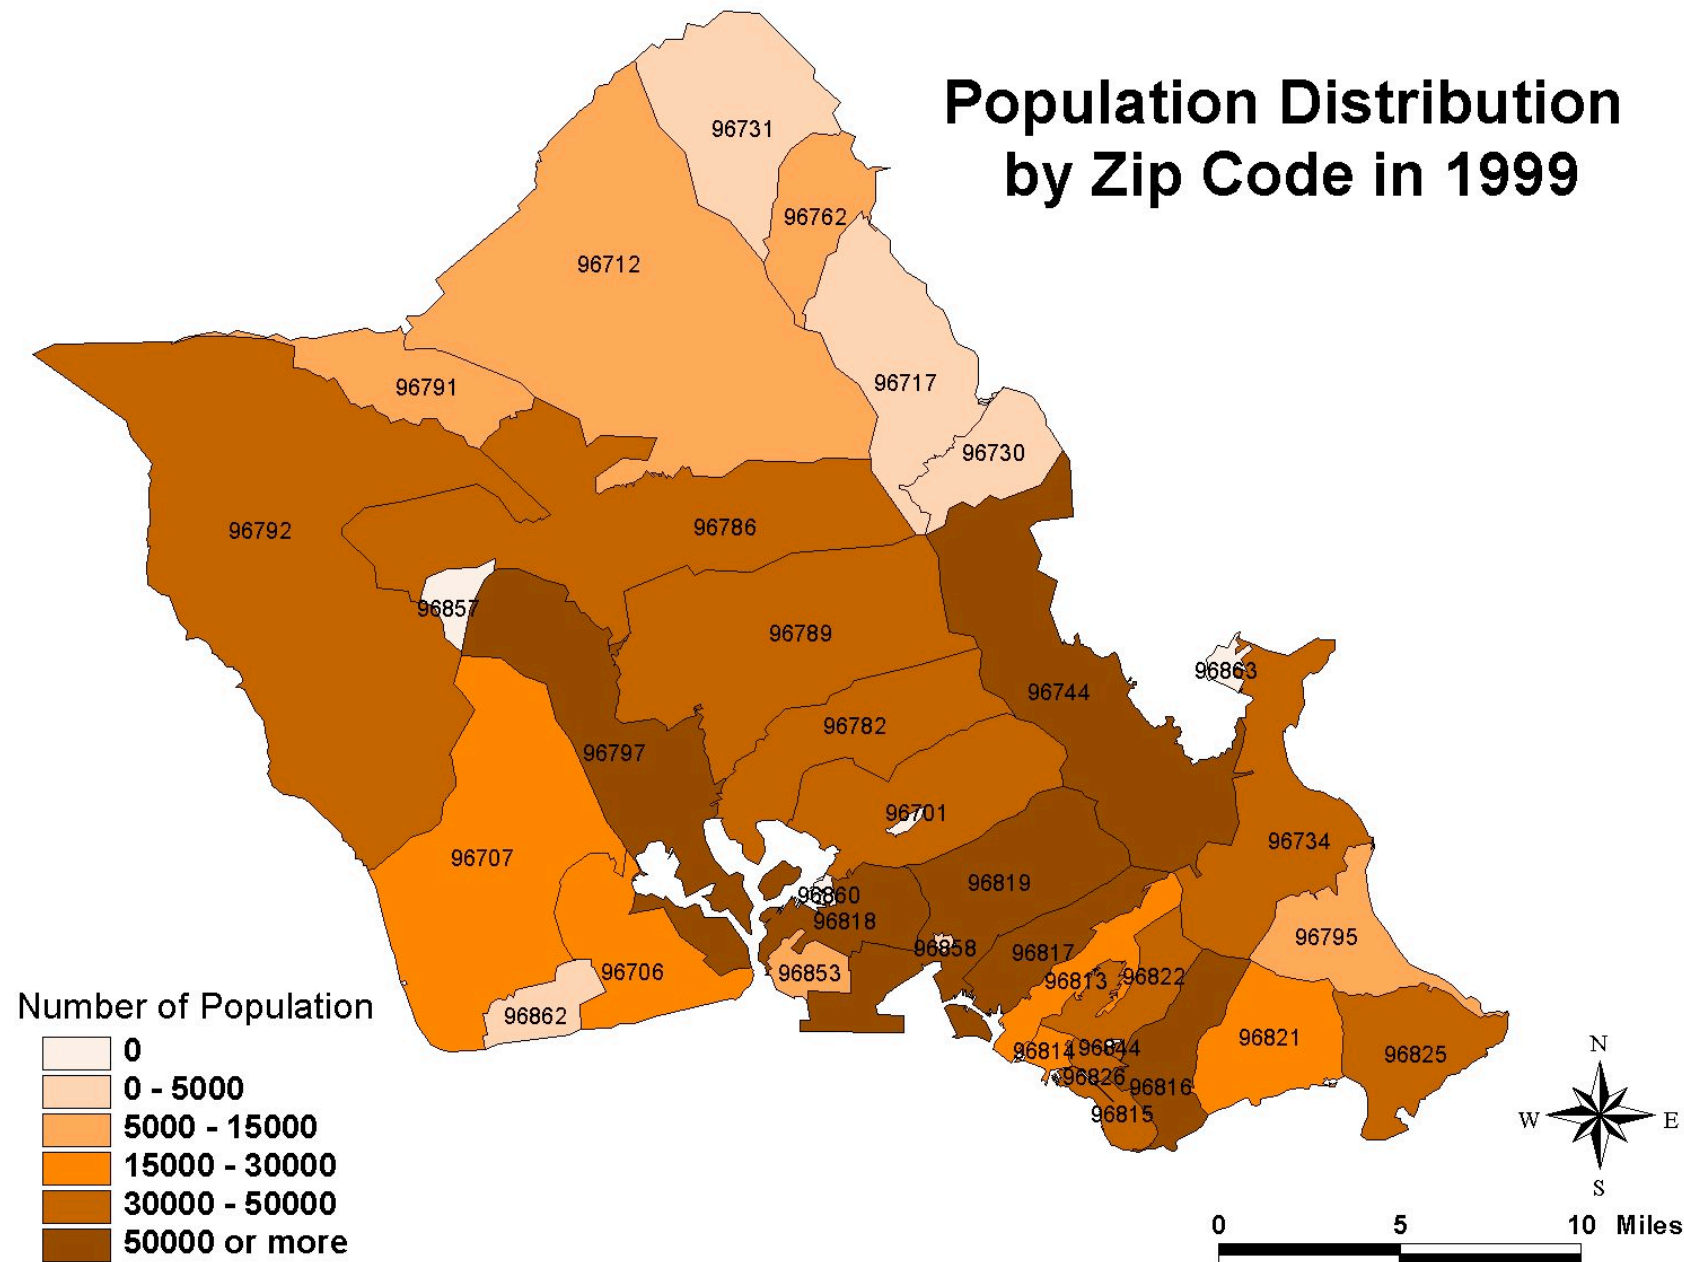 Population Distribution
by Zip Code in 1999
96731
96762
96712
96717
96791
96730
96792
96786
96857
96789
96863
96744
96782
96797
96701
96734
96707
96819
96860
96818
96795
96858
96817
96706
96853
96813
96822
96862
96821
96814
96844
96825
96826
96816
96815
Number of Population
0
0 - 5000
5000 - 15000
15000 - 30000
30000 - 50000
50000 or more
N
W
E
S
0 5 10 Miles